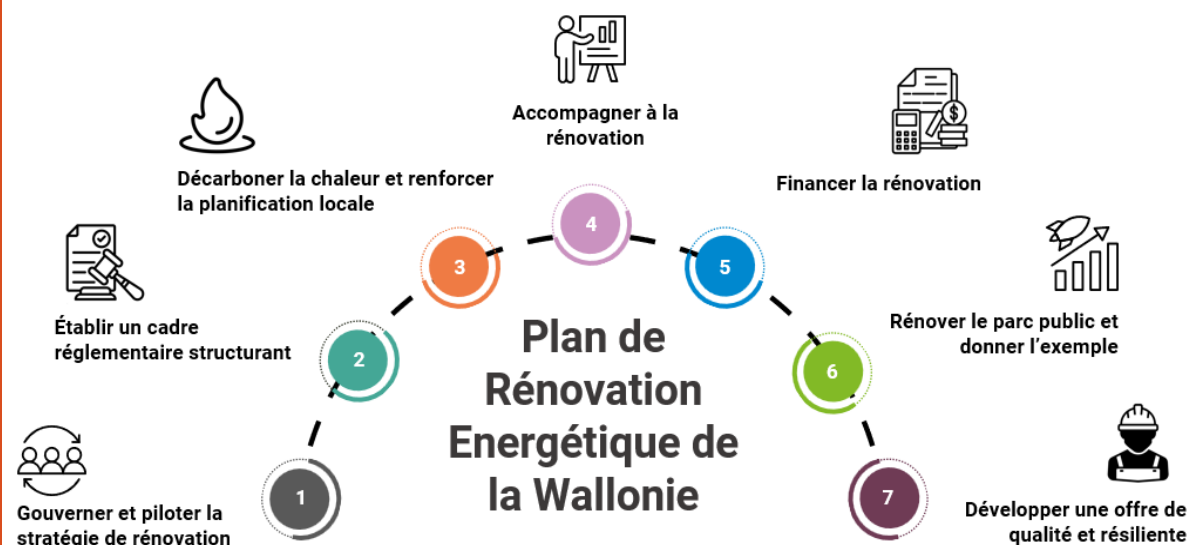 Accompagner à la
rénovation
Décarboner la chaleur et renforcer
la planification locale
Financer la rénovation
4
3
5
Établir un cadre
réglementaire structurant
2
Plan de
Rénovation
Energétique de
la Wallonie
Rénover le parc public et
donner l'exemple
6
Gouverner et piloter la
stratégie de rénovation
1
7
Développer une offre de
qualité et résiliente
$